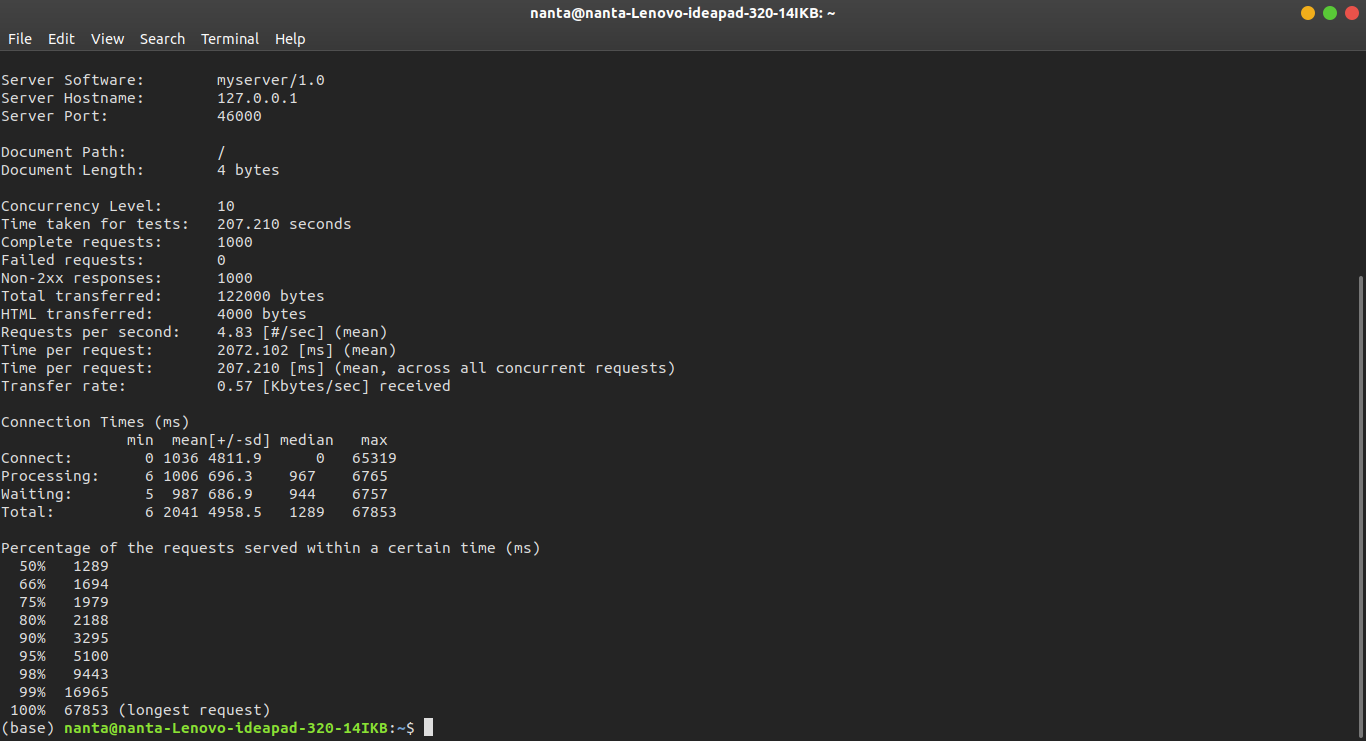 nanta@nanta-Lenovo-ideapad-320-14IKB: ~
File Edit View Search Terminal Help
Server Software:        myserver/1.0
Server Hostname:        127.0.0.1
Server Port:            46000
Document Path:          /
Document Length:        4 bytes
Concurrency Level:      10
Time taken for tests:   207.210 seconds
Complete requests:      1000
Failed requests:        0
Non-2xx responses:      1000
Total transferred:      122000 bytes
HTML transferred:       4000 bytes
Requests per second:    4.83 [#/sec] (mean)
Time per request:       2072.102 [ms] (mean)
Time per request:       207.210 [ms] (mean, across all concurrent requests)
Transfer rate:          0.57 [Kbytes/sec] received
Connection Times (ms)
              min  mean[+/-sd] median   max
Connect:        0 1036 4811.9      0   65319
Processing:     6 1006 696.3    967    6765
Waiting:        5  987 686.9    944    6757
Total:          6 2041 4958.5   1289   67853
Percentage of the requests served within a certain time (ms)
  50%   1289
  66%   1694
  75%   1979
  80%   2188
  90%   3295
  95%   5100
  98%   9443
  99%  16965
 100%  67853 (longest request)
(base) nanta@nanta-Lenovo-ideapad-320-14IKB:~$